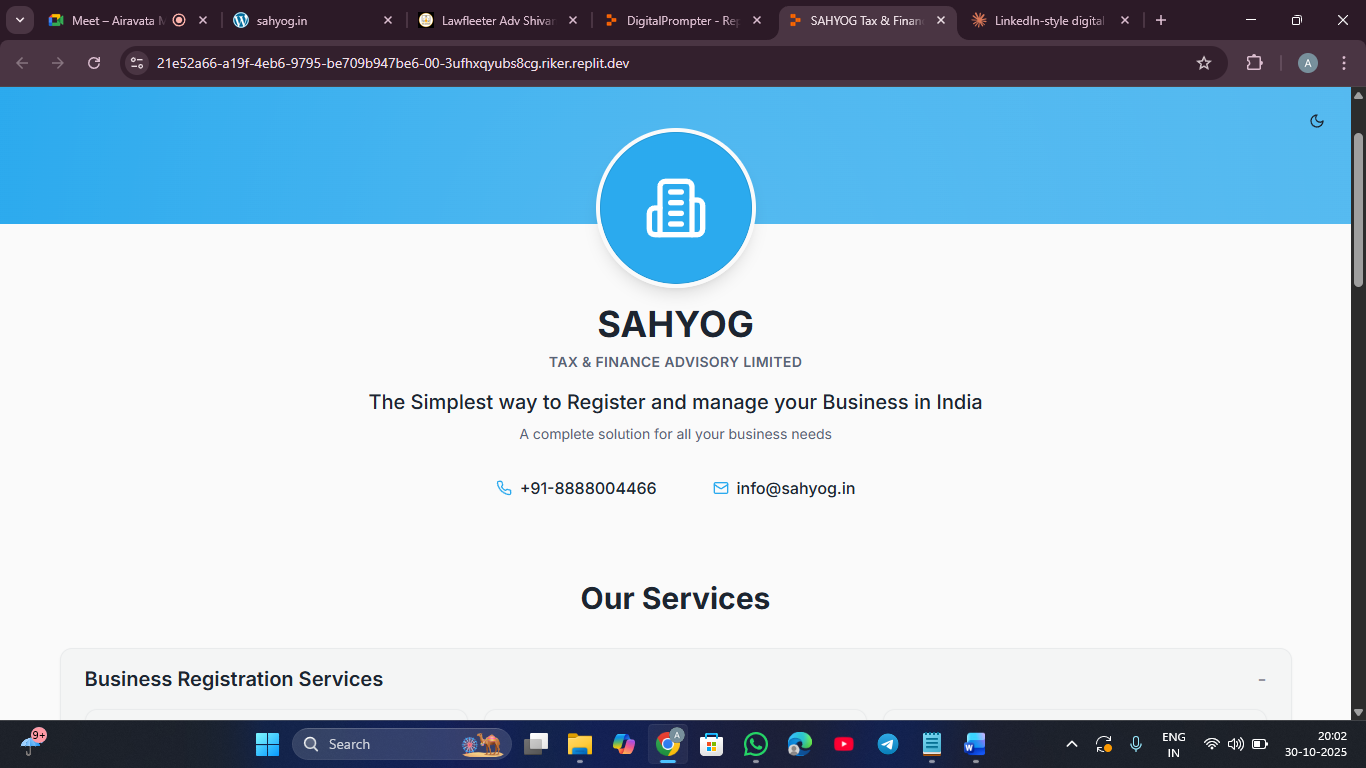 Meet – Airavata M
sahyog.in
Lawfleeter Adv Shivar
DigitalPrompter - Rep
SAHYOG Tax & Finan
LinkedIn-style digital
21e52a66-a19f-4eb6-9795-be709b947be6-00-3ufhxqyubs8cg.riker.replit.dev
A
SAHYOG
TAX & FINANCE ADVISORY LIMITED
The Simplest way to Register and manage your Business in India
A complete solution for all your business needs
+91-8888004466
info@sahyog.in
Our Services
Business Registration Services
-
9+
Search
A
W
ENG
IN
20:02
30-10-2025